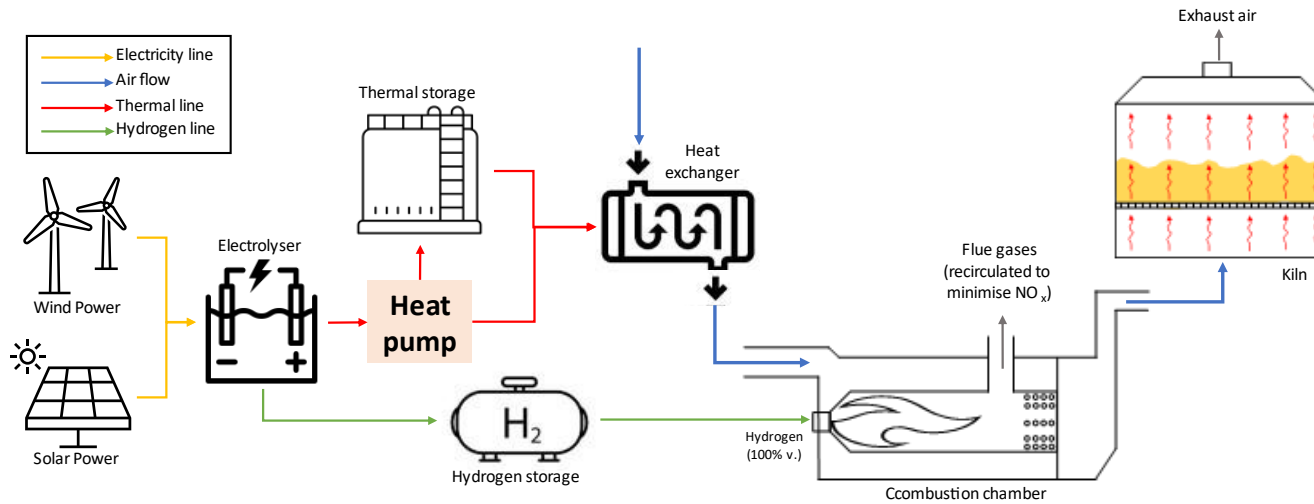 Electricity line
Air flow
Thermal line
Hydrogen line
Exhaust air
Thermal storage
Heat
exchanger
Electrolyser
Wind Power
Heat
pump
Flue gases
(recirculated to
minimise NOx)
Kiln
Solar Power
H2
Hydrogen storage
Hydrogen
(100% v.)
Ccombustion chamber